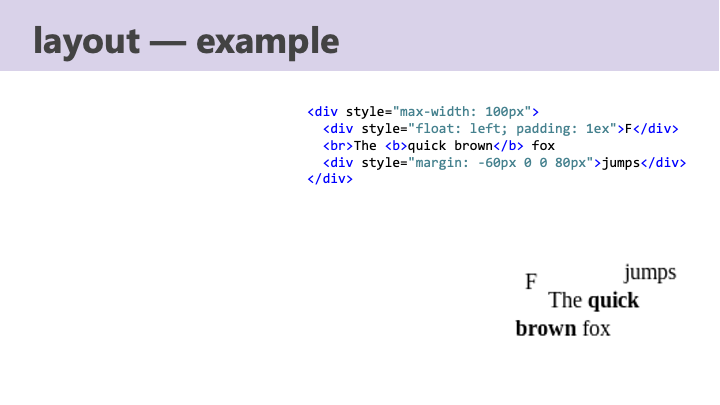 layout — example
<div style="max-width: 100px">
<div style="float: left; padding: 1ex">F</div>
<br>The <b>quick brown</b> fox
<div style="margin: -60px 0 0 80px">jumps</div>
</div>
F jumps
The quick
brown fox